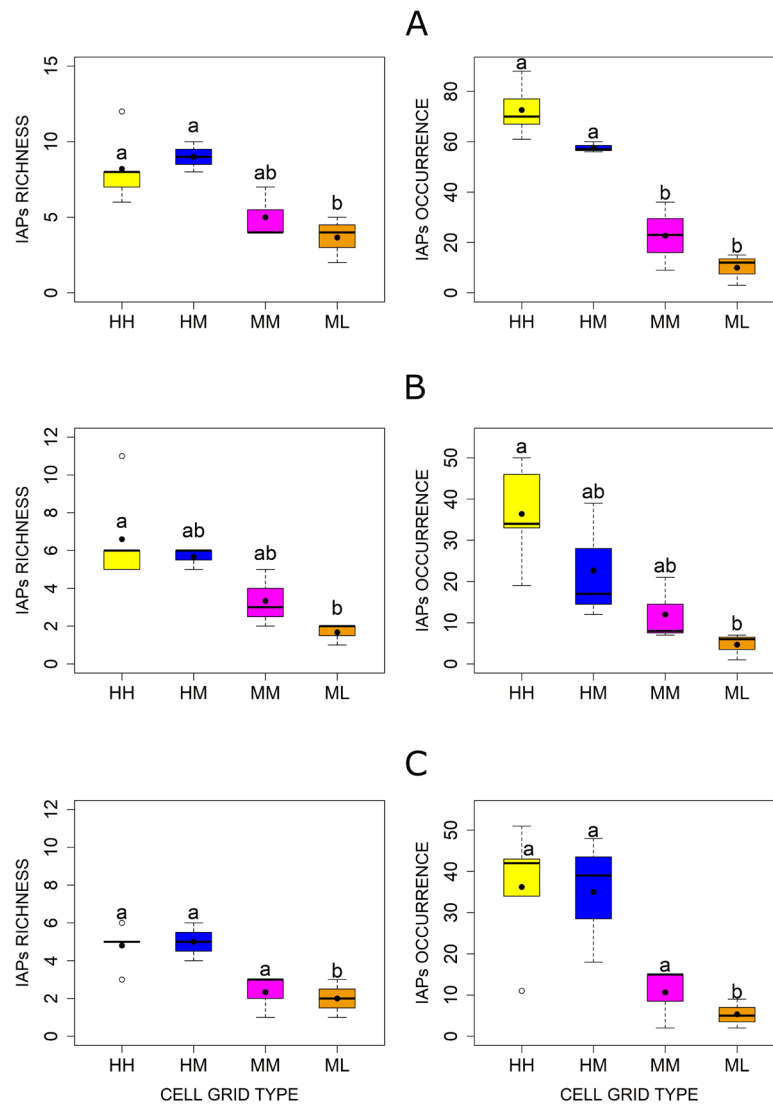 A
IAPs RICHNESS
15
10
5
0
a
a
ab
b
HH HM MM ML
IAPs OCCURRENCE
80
60
40
20
0
a
a
b
b
HH HM MM ML
B
IAPs RICHNESS
12
10
8
6
4
2
0
a
ab
ab
b
HH HM MM ML
IAPs OCCURRENCE
50
40
30
20
10
0
a
ab
ab
b
HH HM MM ML
C
IAPs RICHNESS
12
10
8
6
4
2
0
a
a
a
b
HH HM MM ML
CELL GRID TYPE
IAPs OCCURRENCE
50
40
30
20
10
0
a
a
a
b
HH HM MM ML
CELL GRID TYPE